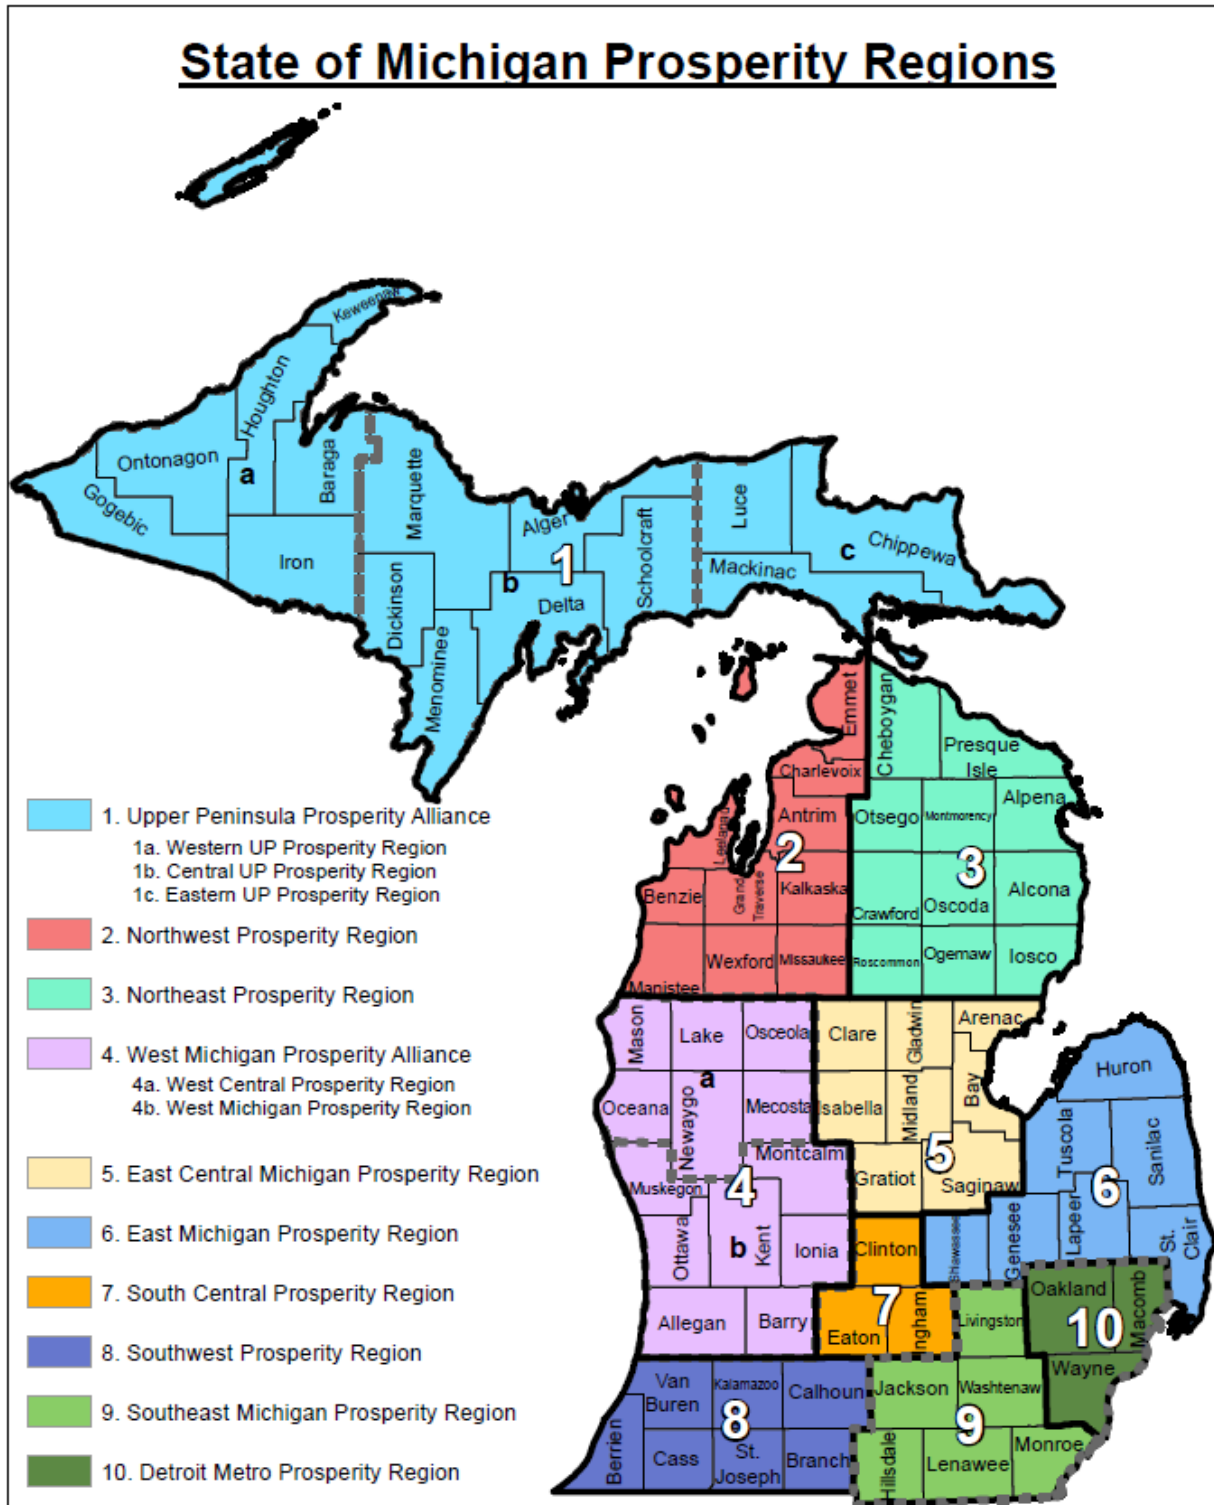 State of Michigan Prosperity Regions
Keweenaw
Houghton
Ontonagon
a
Baraga
Gogebic
Iron
Marquette
Alger
Luce
c
Chippewa
1
b
Schoolcraft
Mackinac
Dickinson
Delta
Menominee
Emmet
Cheboygan
Presque
Isle
Charlevoix
Antrim
Otsego
Montmorency
Alpena
Leelanau
2
3
Benzie
Grand
Traverse
Kalkaska
Crawford
Oscoda
Alcona
Manistee
Wexford
Missaukee
Roscommon
Ogemaw
Iosco
Mason
Lake
Osceola
Clare
Gladwin
Arenac
a
Oceana
Newaygo
Mecosta
Isabella
Midland
Bay
Huron
Tuscola
Sanilac
Montcalm
Muskegon
4
Gratiot
5
Saginaw
6
Ottawa
b
Kent
Ionia
Clinton
Shiawassee
Genesee
Lapeer
St.
Clair
Allegan
Barry
Eaton
7
Ingham
Livingston
Oakland
Macomb
10
Wayne
Van
Buren
Kalamazoo
Calhoun
Jackson
Washtenaw
8
9
Berrien
Cass
St.
Joseph
Branch
Hillsdale
Lenawee
Monroe
1. Upper Peninsula Prosperity Alliance
1a. Western UP Prosperity Region
1b. Central UP Prosperity Region
1c. Eastern UP Prosperity Region
2. Northwest Prosperity Region
3. Northeast Prosperity Region
4. West Michigan Prosperity Alliance
4a. West Central Prosperity Region
4b. West Michigan Prosperity Region
5. East Central Michigan Prosperity Region
6. East Michigan Prosperity Region
7. South Central Prosperity Region
8. Southwest Prosperity Region
9. Southeast Michigan Prosperity Region
10. Detroit Metro Prosperity Region